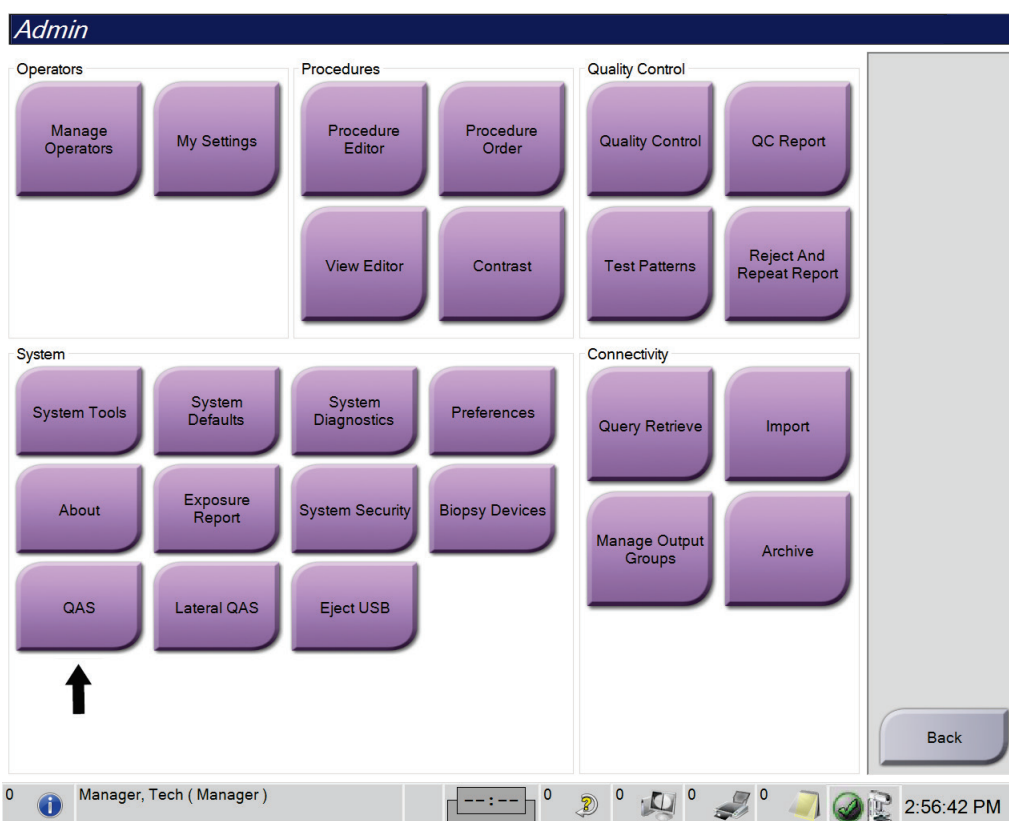 Admin
Operators
Manage
Operators
My Settings
Procedures
Procedure
Editor
Procedure
Order
View Editor
Contrast
Quality Control
Quality Control
QC Report
Test Patterns
Reject And
Repeat Report
System
System Tools
System
Defaults
System
Diagnostics
Preferences
About
Exposure
Report
System Security
Biopsy Devices
QAS
Lateral QAS
Eject USB
Connectivity
Query Retrieve
Import
Manage Output
Groups
Archive
Back
0
Manager, Tech ( Manager )
--:--
0
0
0
0
2:56:42 PM